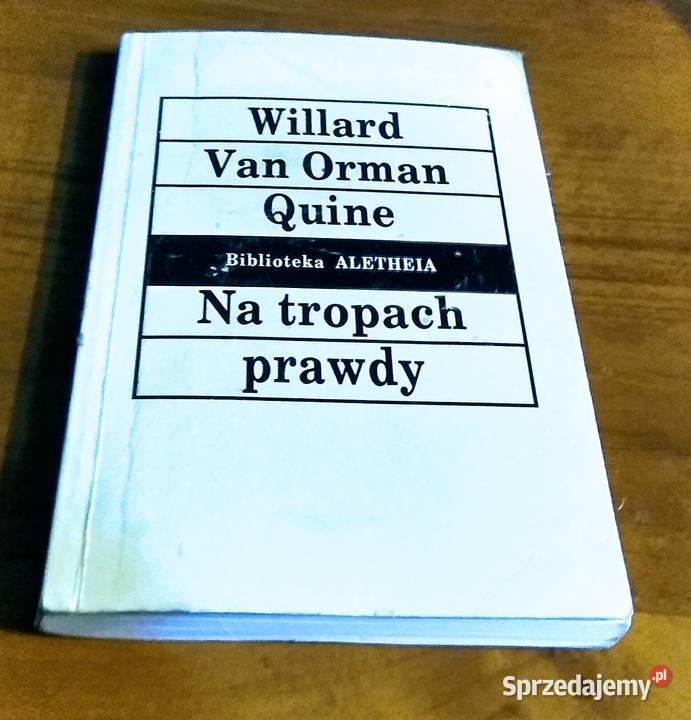 Willard
Van Orman
Quine
Biblioteka ALETHEIA
Na tropach
prawdy
Sprzedajemy.pl